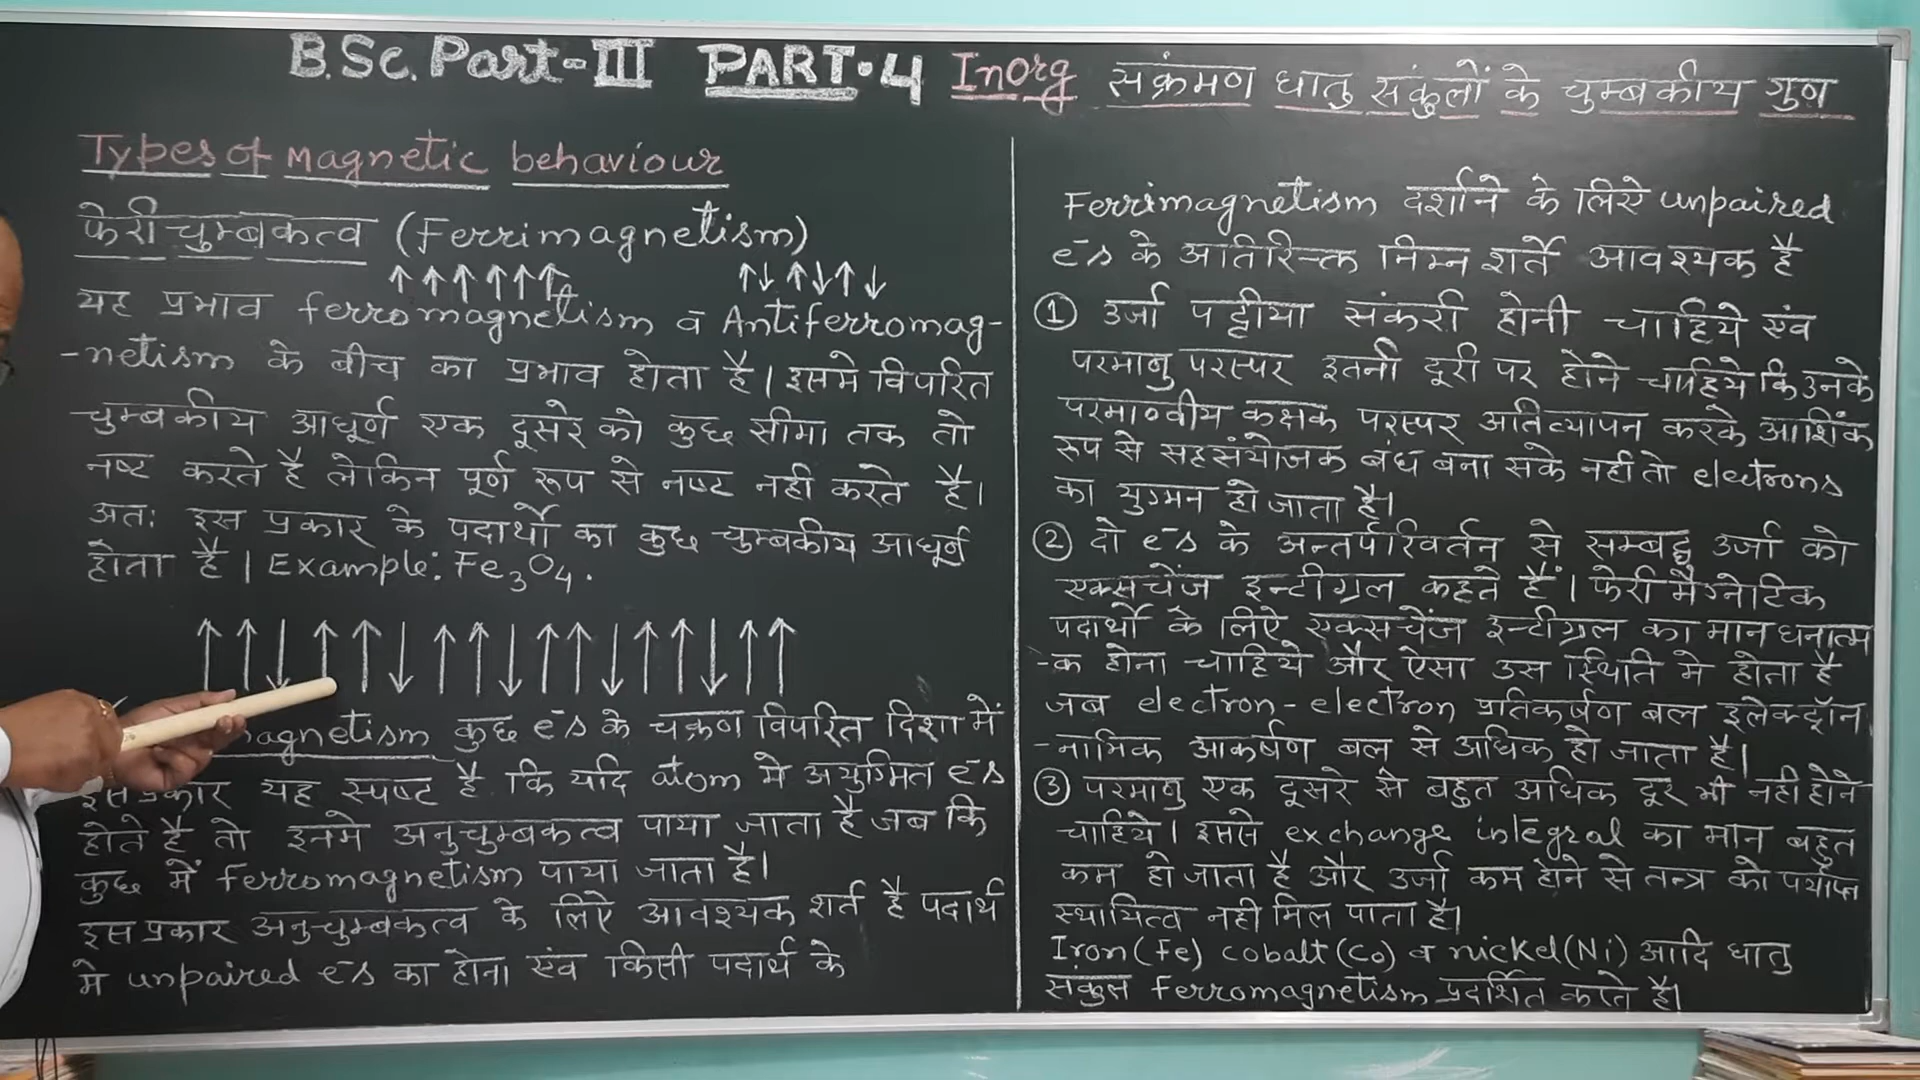 B.Sc. Part-III PART-4 Inorg संक्रमण धातु संकुलों के चुम्बकीय गुण
Types of Magnetic behaviour
फेरीचुम्बकत्व (Ferrimagnetism)
यह प्रभाव ferromagnetism व Antiferromag-
-netism के बीच का प्रभाव होता है। इसमे विपरित
चुम्बकीय आधूर्ण एक दूसरे को कुछ सीमा तक तो
नष्ट करते है लेकिन पूर्ण रूप से नष्ट नही करते है।
अतः इस प्रकार के पदार्थो का कुछ चुम्बकीय आधूर्ण
होता है। Example: Fe₃O₄.
agnetism कुछ e⁻s के चक्रण विपरित दिशा में
इस प्रकार यह स्पष्ट है कि यदि atom मे अयुग्मित e⁻s
होते है तो इनमे अनुचुम्बकत्व पाया जाता है जब कि
कुछ में ferromagnetism पाया जाता है।
इस प्रकार अनुचुम्बकत्व के लिऐ आवश्यक शर्त है पदार्थ
मे unpaired e⁻s का होना एंव किसी पदार्थ के
Ferrimagnetism दर्शाने के लिऐ unpaired
e⁻s के अतिरिक्त निम्न शर्ते आवश्यक है
① उर्जा पट्टीया संकरी होनी चाहिये एंव
परमाणु परस्पर इतनी दूरी पर होने चाहिये कि उनके
परमाण्वीय कक्षक परस्पर अतिव्यापन करके आशिंक
रूप से सहसंयोजक बंध बना सके नही तो electrons
का युग्मन हो जाता है।
② दो e⁻s के अन्तर्परिवर्तन से सम्बद्ध उर्जा को
एक्सचेंज इन्टीग्रल कहते हैं। फेरीमैग्नेटिक
पदार्थो के लिऐ एक्सचेंज इन्टीग्रल का मान धनात्म
-क होना चाहिये और ऐसा उस स्थिति मे होता है
जब electron-electron प्रतिकर्षण बल इलेक्ट्रॉन
-नाभिक आकर्षण बल से अधिक हो जाता है।
③ परमाणु एक दूसरे से बहुत अधिक दूर भी नही होने
चाहिये। इससे exchange integral का मान बहुत
कम हो जाता है और उर्जा कम होने से तन्त्र को पर्याप्त
स्थायित्व नही मिल पाता है।
Iron(Fe) cobalt(Co) व nickel(Ni) आदि धातु
संकुल ferromagnetism प्रदर्शित करते है।